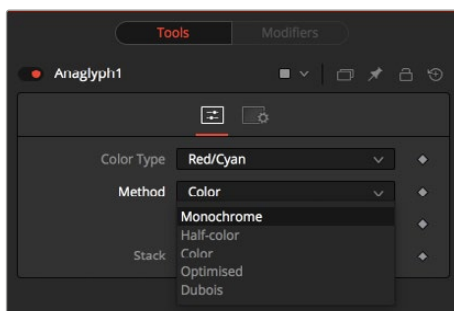 Tools Modifiers
Anaglyph1
Color Type Red/Cyan
Method Color
Monochrome
Half-color
Stack Color
Optimised
Dubois